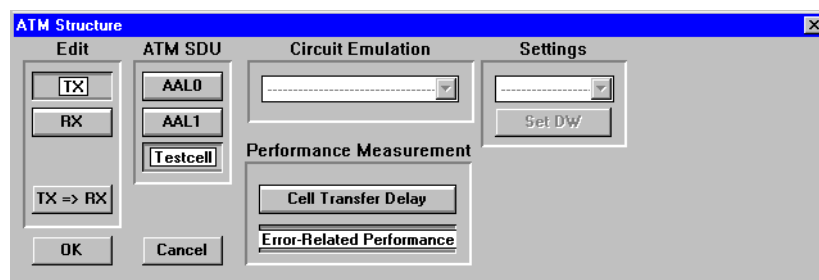 ATM Structure
Edit
TX
RX
TX => RX
OK
ATM SDU
AAL0
AAL1
Testcell
Cancel
Circuit Emulation
Performance Measurement
Cell Transfer Delay
Error-Related Performance
Settings
Set DW